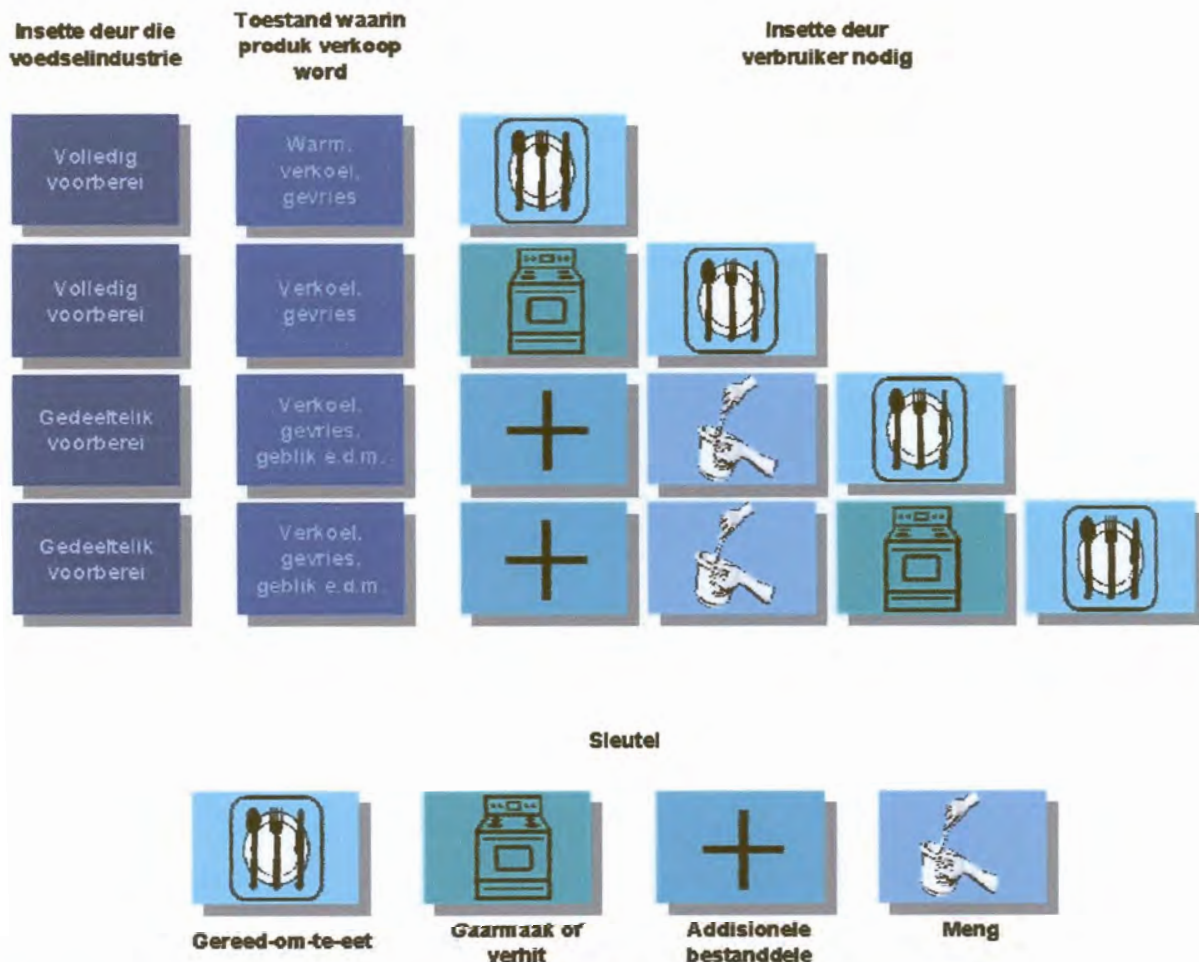 Insette deur die
voedselindustrie
Toestand waarin
produk verkoop
word
Insette deur
verbruiker nodig
Volledig
voorberei
Warm,
verkoel,
gevries
Volledig
voorberei
Verkoel,
gevries
Gedeeltelik
voorberei
Verkoel,
gevries,
geblik e.d.m.
Gedeeltelik
voorberei
Verkoel,
gevries,
geblik e.d.m.
Sleutel
Gereed-om-te-eet
Gaarmaak of
verhit
Addisionele
bestanddele
Meng